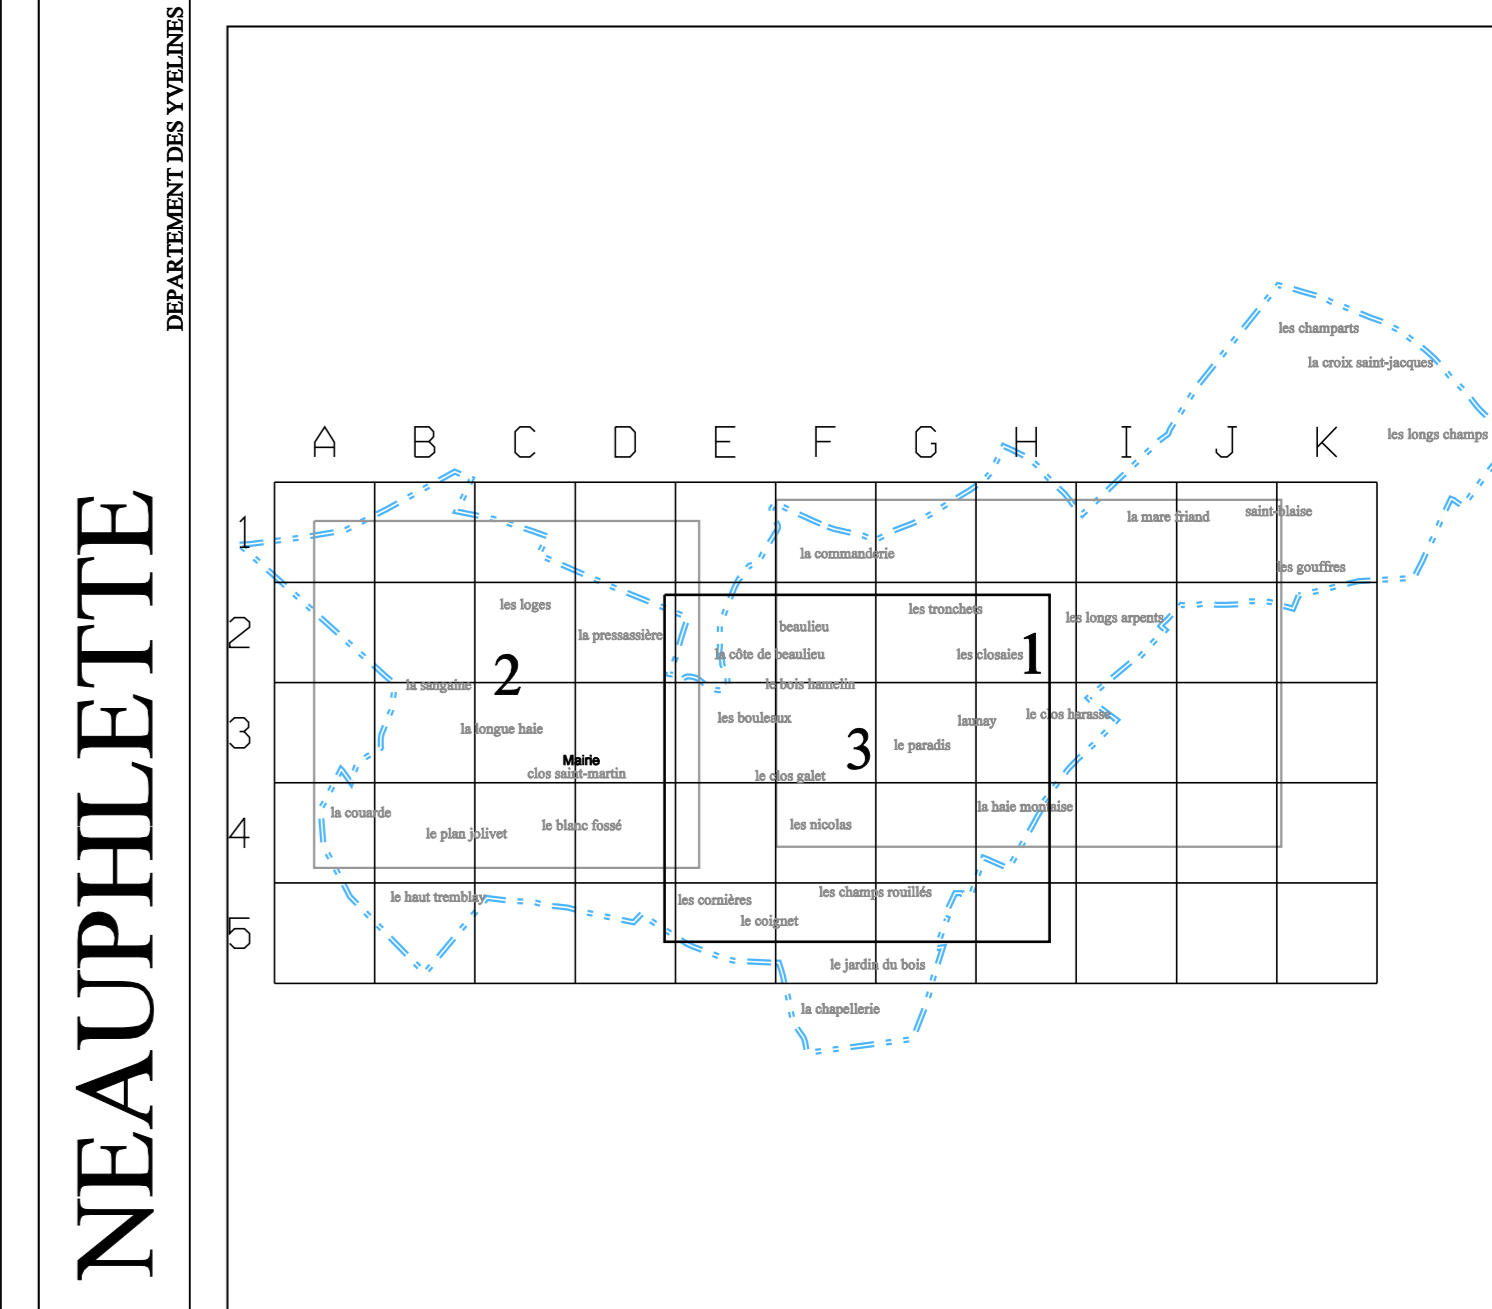 DEPARTEMENT DES YVELINES
NEAUPHLETTE
les champarts
la croix saint-jacques
les longs champs
A B C D E F G H I J K
1
la mare friand
saint-blaise
la commanderie
les gouffres
2
les loges
les tronchets
la pressassière
beaulieu
les longs arpents
la côte de beaulieu
les closaies
1
2
la sangaine
le bois hamelin
3
les bouleaux
launay
le clos harasse
la longue haie
le paradis
3
Mairie
clos saint-martin
le clos galet
4
la couarde
la haie montaise
le plan jolivet
le blanc fossé
les nicolas
5
le haut tremblay
les cornières
les champs rouillés
le coignet
le jardin du bois
la chapellerie